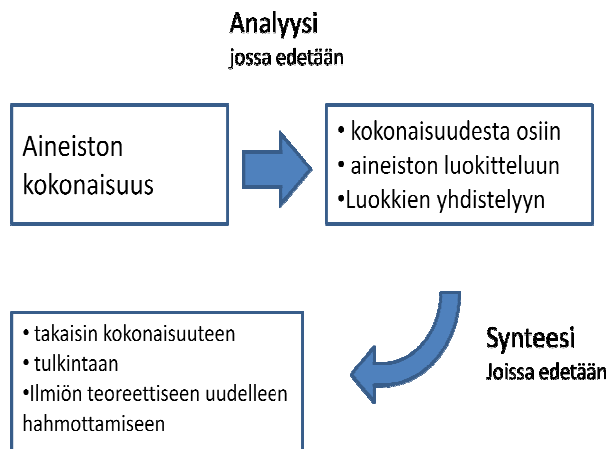 Analyysi
jossa edetään
Aineiston
kokonaisuus
• kokonaisuudesta osiin
• aineiston luokitteluun
•Luokkien yhdistelyyn
• takaisin kokonaisuuteen
• tulkintaan
•Ilmiön teoreettiseen uudelleen
hahmottamiseen
Synteesi
Joissa edetään